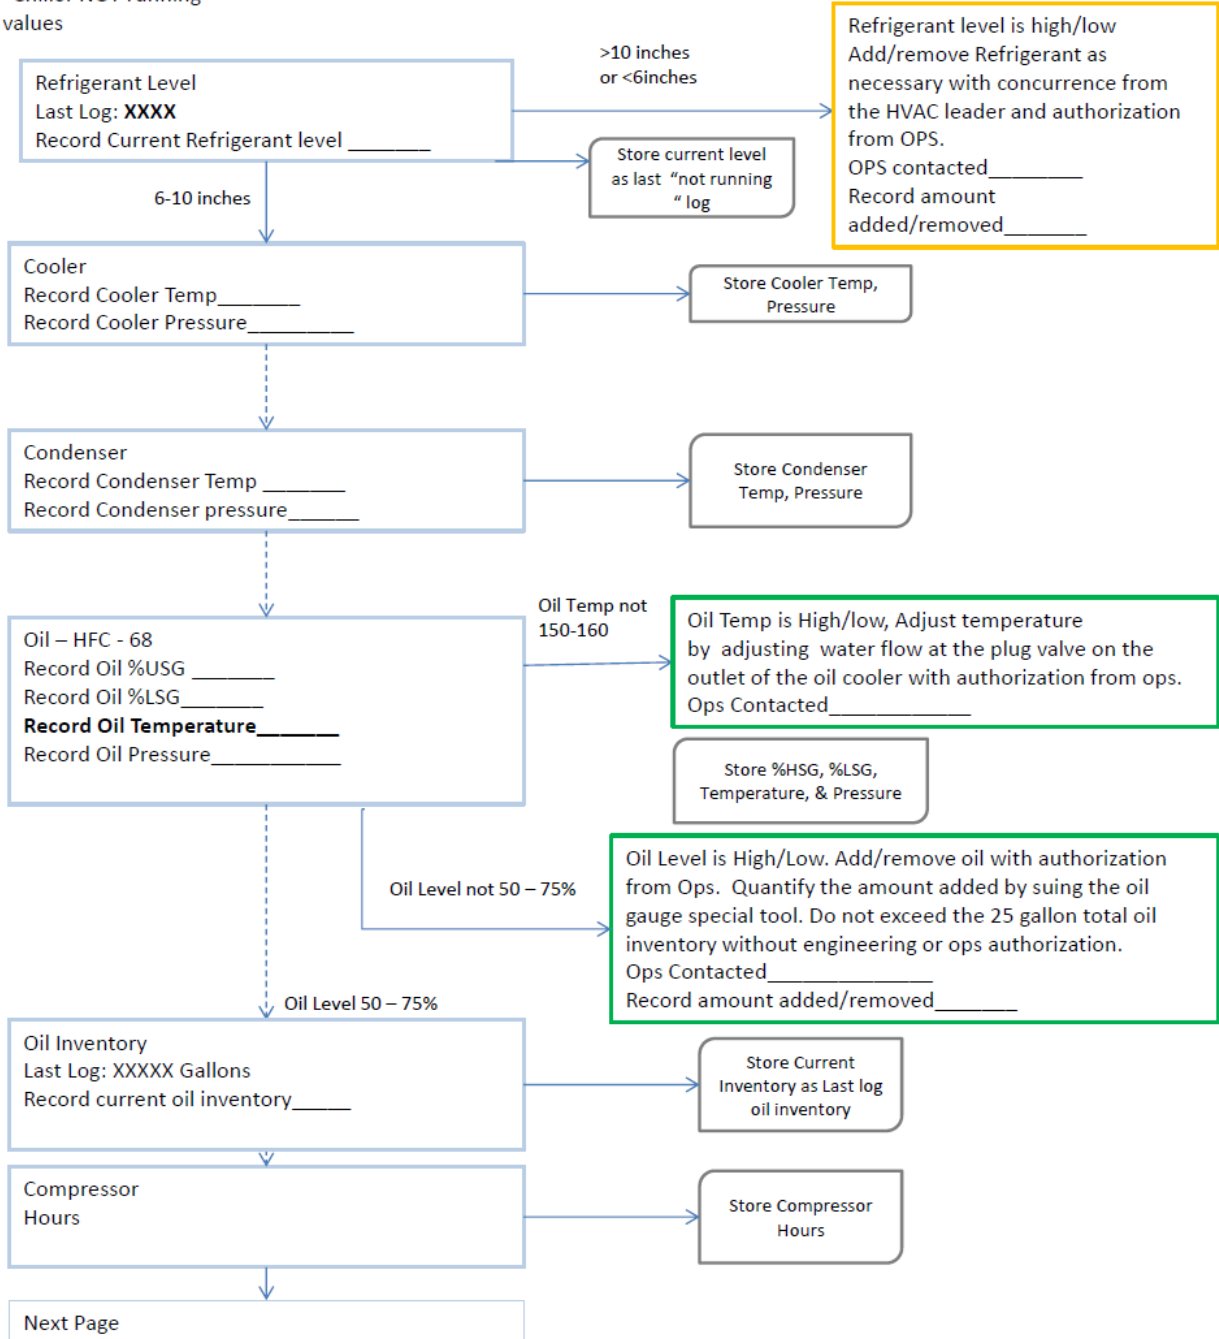 Chiller NOT running
values
>10 inches
or <6inches
Refrigerant level is high/low
Add/remove Refrigerant as
necessary with concurrence from
the HVAC leader and authorization
from OPS.
OPS contacted________
Record amount
added/removed_______
Refrigerant Level
Last Log: XXXX
Record Current Refrigerant level _______
Store current level
as last “not running
“ log
6-10 inches
Cooler
Record Cooler Temp_______
Record Cooler Pressure_________
Store Cooler Temp,
Pressure
Condenser
Record Condenser Temp _______
Record Condenser pressure______
Store Condenser
Temp, Pressure
Oil Temp not
150-160
Oil – HFC - 68
Record Oil %USG _______
Record Oil %LSG_______
Record Oil Temperature_______
Record Oil Pressure___________
Oil Temp is High/low, Adjust temperature
by adjusting water flow at the plug valve on the
outlet of the oil cooler with authorization from ops.
Ops Contacted____________
Store %HSG, %LSG,
Temperature, & Pressure
Oil Level not 50 – 75%
Oil Level is High/Low. Add/remove oil with authorization
from Ops. Quantify the amount added by suing the oil
gauge special tool. Do not exceed the 25 gallon total oil
inventory without engineering or ops authorization.
Ops Contacted______________
Record amount added/removed_______
Oil Level 50 – 75%
Oil Inventory
Last Log: XXXXX Gallons
Record current oil inventory_____
Store Current
Inventory as Last log
oil inventory
Compressor
Hours
Store Compressor
Hours
Next Page